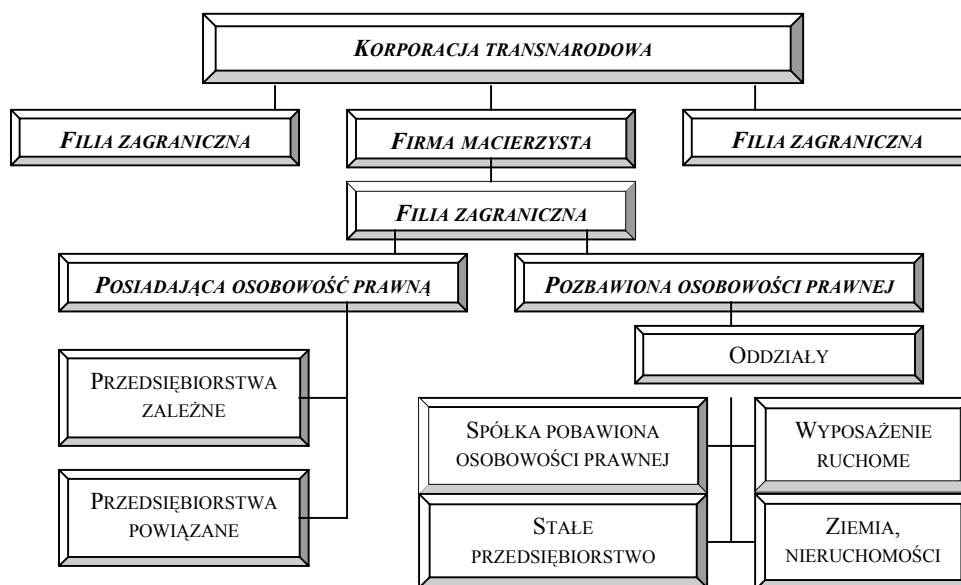 KORPORACJA TRANSNARODOWA
FILIA ZAGRANICZNA
FIRMA MACIERZYSTA
FILIA ZAGRANICZNA
FILIA ZAGRANICZNA
POSIADAJĄCA OSOBOWOŚĆ PRAWNĄ
POZBAWIONA OSOBOWOŚCI PRAWNEJ
ODDZIAŁY
PRZEDSIĘBIORSTWA
ZALEŻNE
SPÓŁKA POBAWIONA
OSOBOWOŚCI PRAWNEJ
WYPOSAŻENIE
RUCHOME
PRZEDSIĘBIORSTWA
POWIĄZANE
STAŁE
PRZEDSIĘBIORSTWO
ZIEMIA,
NIERUCHOMOŚCI